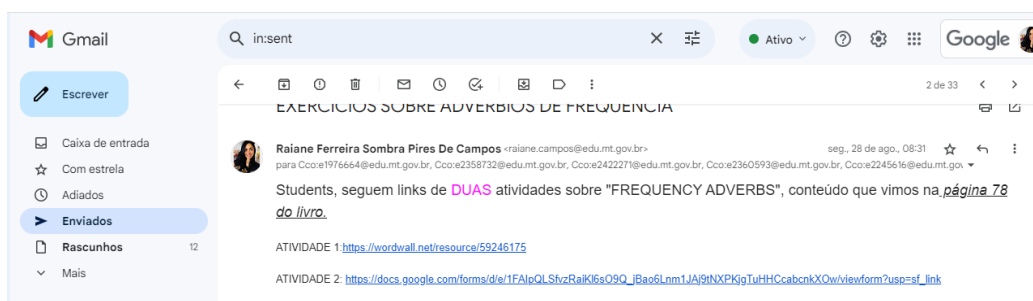 Gmail
in:sent
Ativo
Google
Escrever
2 de 33
EXERCÍCIOS SOBRE ADVÉRBIOS DE FREQUÊNCIA
Caixa de entrada
Com estrela
Adiados
Enviados
Rascunhos 12
Mais
Raiane Ferreira Sombra Pires De Campos <raiane.campos@edu.mt.gov.br> seg., 28 de ago., 08:31
para Cco:e1976664@edu.mt.gov.br, Cco:e2358732@edu.mt.gov.br, Cco:e2422271@edu.mt.gov.br, Cco:e2360593@edu.mt.gov.br, Cco:e2245616@edu.mt.gov.
Students, seguem links de DUAS atividades sobre "FREQUENCY ADVERBS", conteúdo que vimos na página 78
do livro.
ATIVIDADE 1:https://wordwall.net/resource/59246175
ATIVIDADE 2: https://docs.google.com/forms/d/e/1FAIpQLSfvzRaiKl6sO9Q_jBao6Lnm1JAj9tNXPKjgTuHHCcabcnkXOw/viewform?usp=sf_link